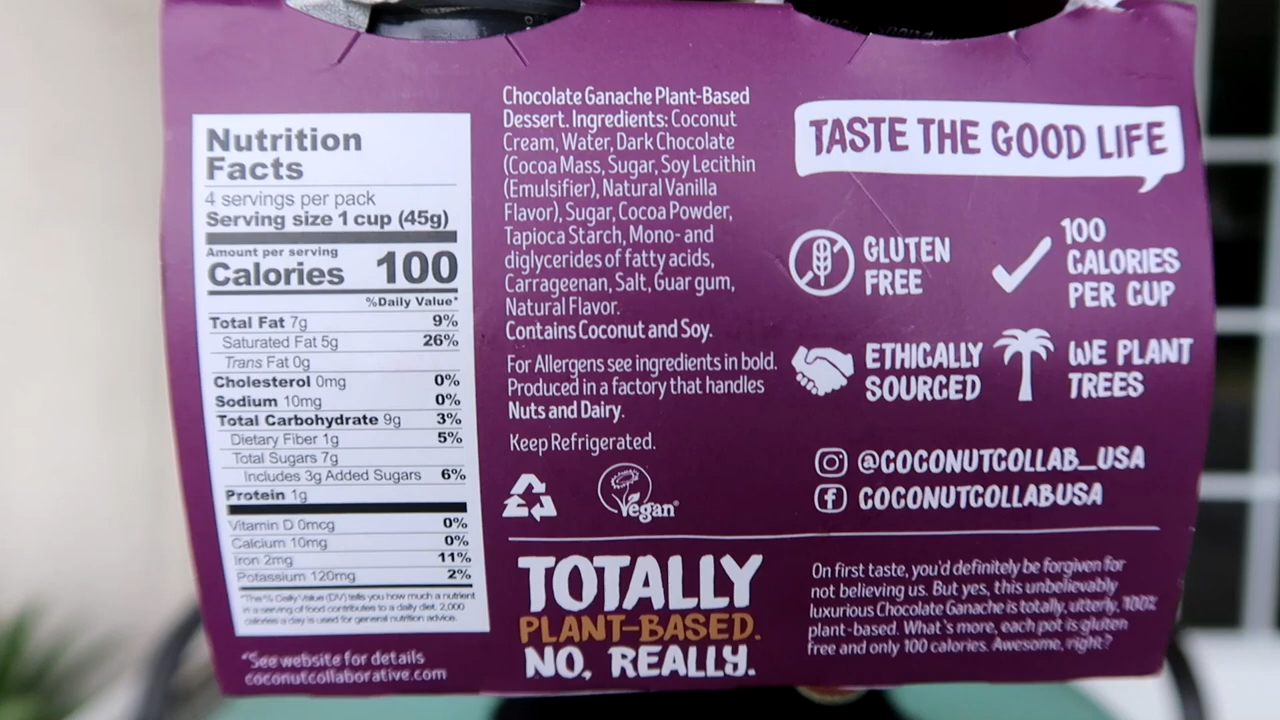 Nutrition
Facts
4 servings per pack
Serving size 1 cup (45g)
Amount per serving
Calories 100
%Daily Value*
Total Fat 7g 9%
Saturated Fat 5g 26%
Trans Fat 0g
Cholesterol 0mg 0%
Sodium 10mg 0%
Total Carbohydrate 9g 3%
Dietary Fiber 1g 5%
Total Sugars 7g
Includes 3g Added Sugars 6%
Protein 1g
Vitamin D 0mcg 0%
Calcium 10mg 0%
Iron 2mg 11%
Potassium 120mg 2%
*The % Daily Value (DV) tells you how much a nutrient
in a serving of food contributes to a daily diet. 2,000
calories a day is used for general nutrition advice.
*See website for details
coconutcollaborative.com
Chocolate Ganache Plant-Based
Dessert. Ingredients: Coconut
Cream, Water, Dark Chocolate
(Cocoa Mass, Sugar, Soy Lecithin
(Emulsifier), Natural Vanilla
Flavor), Sugar, Cocoa Powder,
Tapioca Starch, Mono- and
diglycerides of fatty acids,
Carrageenan, Salt, Guar gum,
Natural Flavor.
Contains Coconut and Soy.
For Allergens see ingredients in bold.
Produced in a factory that handles
Nuts and Dairy.
Keep Refrigerated.
Vegan®
TOTALLY
PLANT-BASED.
NO, REALLY.
TASTE THE GOOD LIFE
GLUTEN
FREE
100
CALORIES
PER CUP
ETHICALLY
SOURCED
WE PLANT
TREES
@COCONUTCOLLAB_USA
COCONUTCOLLABUSA
On first taste, you'd definitely be forgiven for
not believing us. But yes, this unbelievably
luxurious Chocolate Ganache is totally, utterly, 100%
plant-based. What's more, each pot is gluten
free and only 100 calories. Awesome, right?